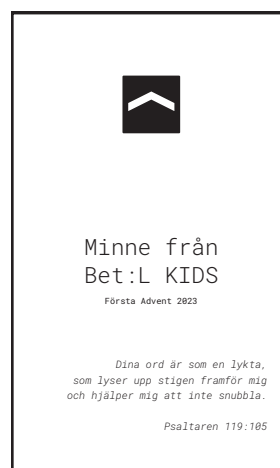 Minne från
Bet:L KIDS
Första Advent 2023
Dina ord är som en lykta,
som lyser upp stigen framför mig
och hjälper mig att inte snubbla.
Psaltaren 119:105